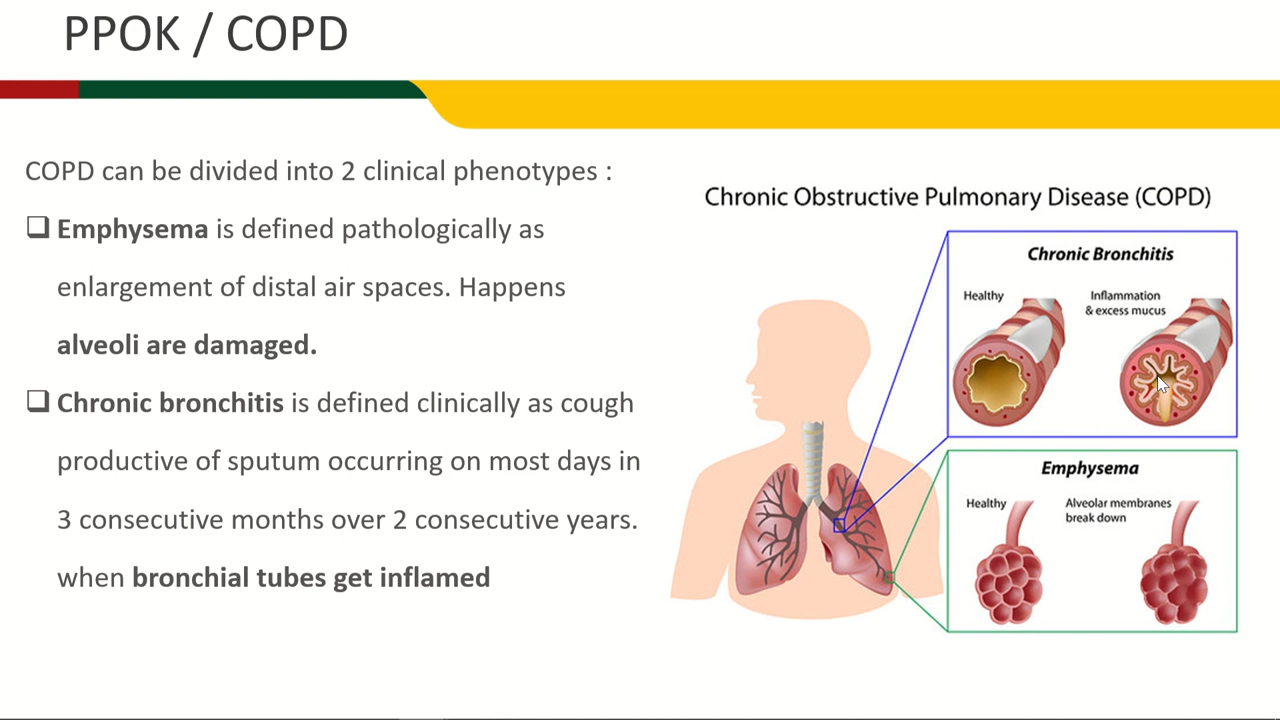 PPOK / COPD
COPD can be divided into 2 clinical phenotypes :
Emphysema is defined pathologically as
enlargement of distal air spaces. Happens
alveoli are damaged.
Chronic bronchitis is defined clinically as cough
productive of sputum occurring on most days in
3 consecutive months over 2 consecutive years.
when bronchial tubes get inflamed
Chronic Obstructive Pulmonary Disease (COPD)
Chronic Bronchitis
Healthy
Inflammation
& excess mucus
Emphysema
Healthy
Alveolar membranes
break down